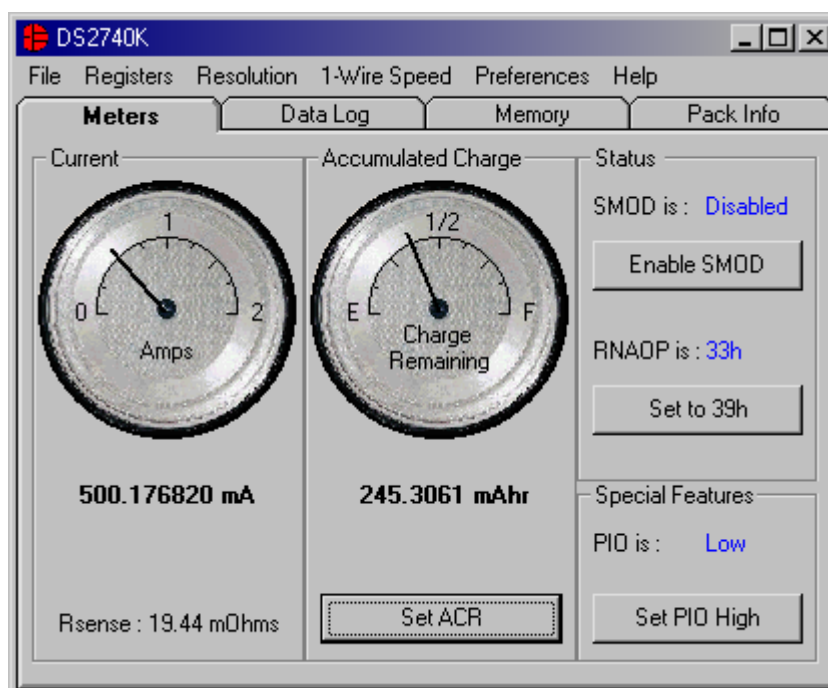 DS2740K
File Registers Resolution 1-Wire Speed Preferences Help
Meters Data Log Memory Pack Info
Current
1
0 2
Amps
500.176820 mA
Rsense : 19.44 mOhms
Accumulated Charge
1/2
E F
Charge
Remaining
245.3061 mAhr
Set ACR
Status
SMOD is : Disabled
Enable SMOD
RNAOP is : 33h
Set to 39h
Special Features
PIO is : Low
Set PIO High